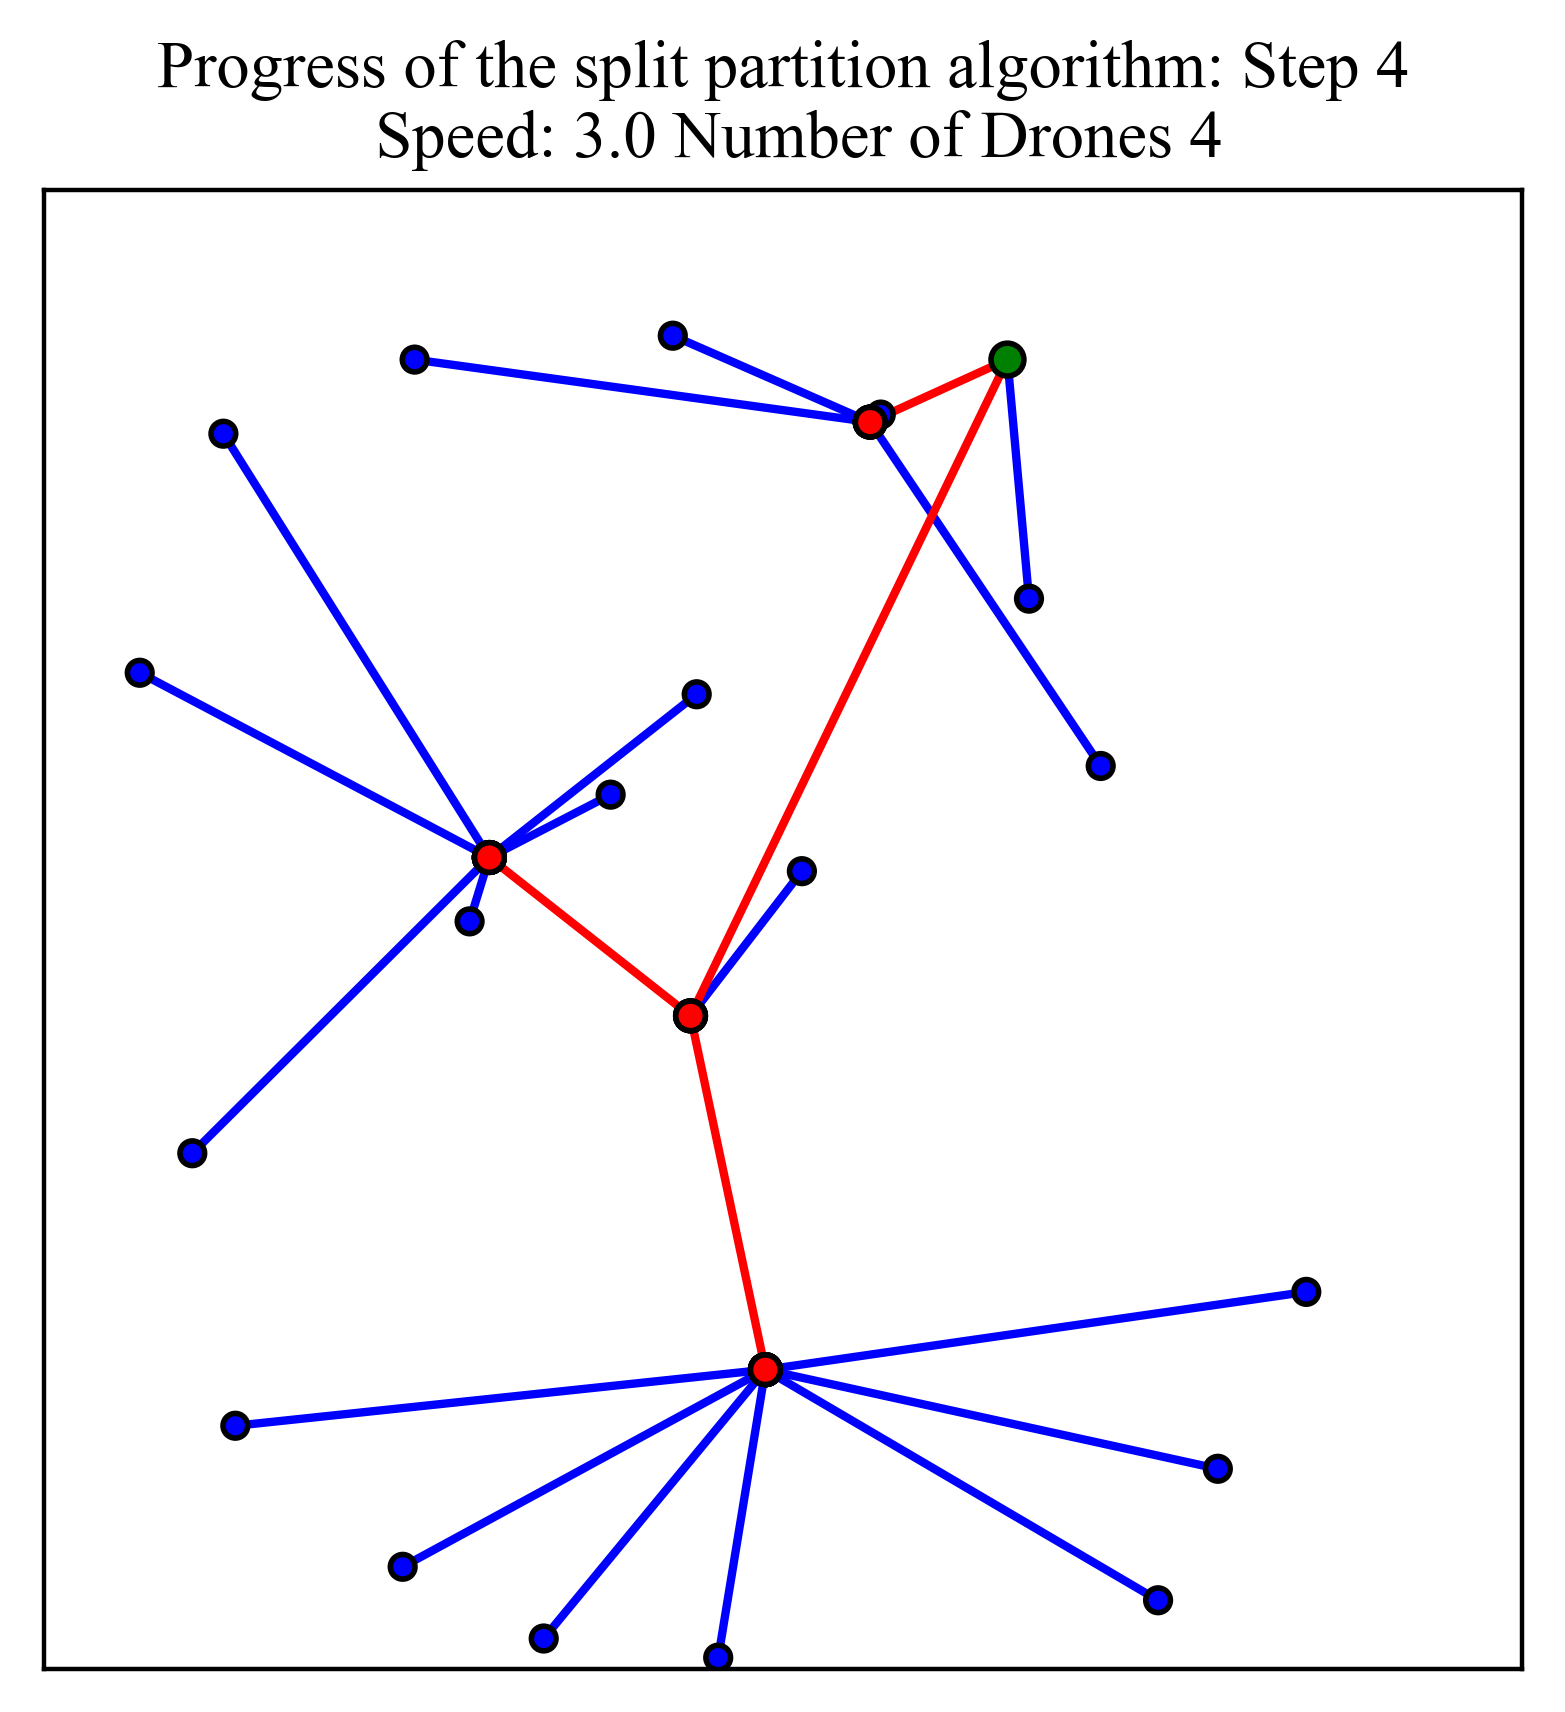 Progress of the split partition algorithm: Step 4
Speed: 3.0 Number of Drones 4